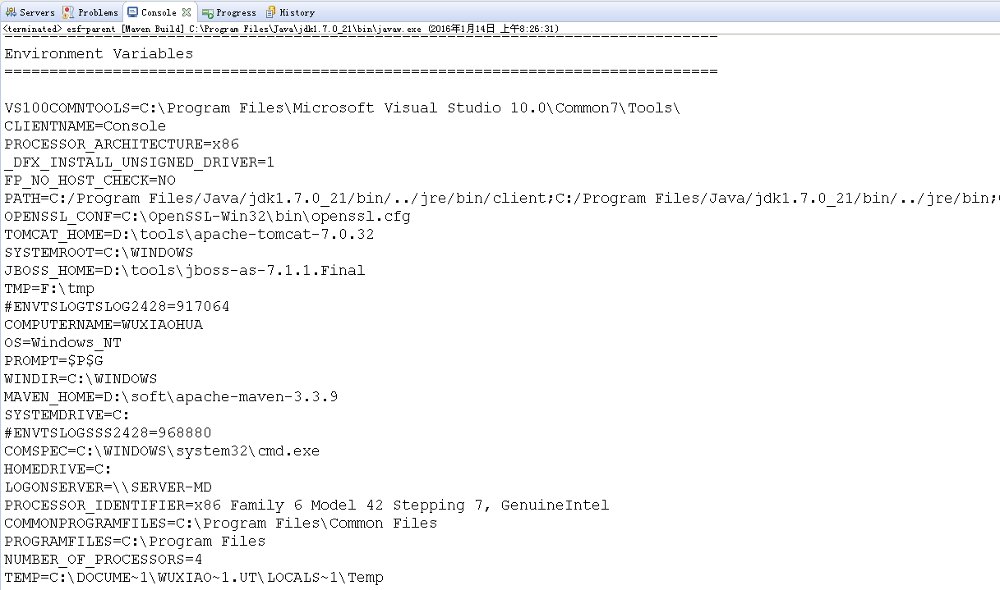 Servers Problems Console Progress History
<terminated> esf-parent [Maven Build] C:\Program Files\Java\jdk1.7.0_21\bin\javaw.exe (2016年1月14日 上午8:26:31)
===============================================================================
Environment Variables
===============================================================================
VS100COMNTOOLS=C:\Program Files\Microsoft Visual Studio 10.0\Common7\Tools\
CLIENTNAME=Console
PROCESSOR_ARCHITECTURE=x86
_DFX_INSTALL_UNSIGNED_DRIVER=1
FP_NO_HOST_CHECK=NO
PATH=C:/Program Files/Java/jdk1.7.0_21/bin/../jre/bin/client;C:/Program Files/Java/jdk1.7.0_21/bin/../jre/bin;
OPENSSL_CONF=C:\OpenSSL-Win32\bin\openssl.cfg
TOMCAT_HOME=D:\tools\apache-tomcat-7.0.32
SYSTEMROOT=C:\WINDOWS
JBOSS_HOME=D:\tools\jboss-as-7.1.1.Final
TMP=F:\tmp
#ENVTSLOGTSLOG2428=917064
COMPUTERNAME=WUXIAOHUA
OS=Windows_NT
PROMPT=$P$G
WINDIR=C:\WINDOWS
MAVEN_HOME=D:\soft\apache-maven-3.3.9
SYSTEMDRIVE=C:
#ENVTSLOGSSS2428=968880
COMSPEC=C:\WINDOWS\system32\cmd.exe
HOMEDRIVE=C:
LOGONSERVER=\\SERVER-MD
PROCESSOR_IDENTIFIER=x86 Family 6 Model 42 Stepping 7, GenuineIntel
COMMONPROGRAMFILES=C:\Program Files\Common Files
PROGRAMFILES=C:\Program Files
NUMBER_OF_PROCESSORS=4
TEMP=C:\DOCUME~1\WUXIAO~1.UT\LOCALS~1\Temp